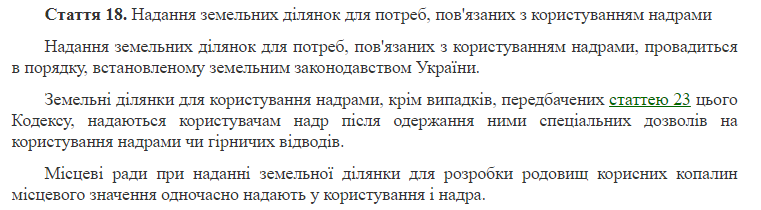 Стаття 18. Надання земельних ділянок для потреб, пов'язаних з користуванням надрами
Надання земельних ділянок для потреб, пов'язаних з користуванням надрами, провадиться
в порядку, встановленому земельним законодавством України.
Земельні ділянки для користування надрами, крім випадків, передбачених статтею 23 цього
Кодексу, надаються користувачам надр після одержання ними спеціальних дозволів на
користування надрами чи гірничих відводів.
Місцеві ради при наданні земельної ділянки для розробки родовищ корисних копалин
місцевого значення одночасно надають у користування і надра.